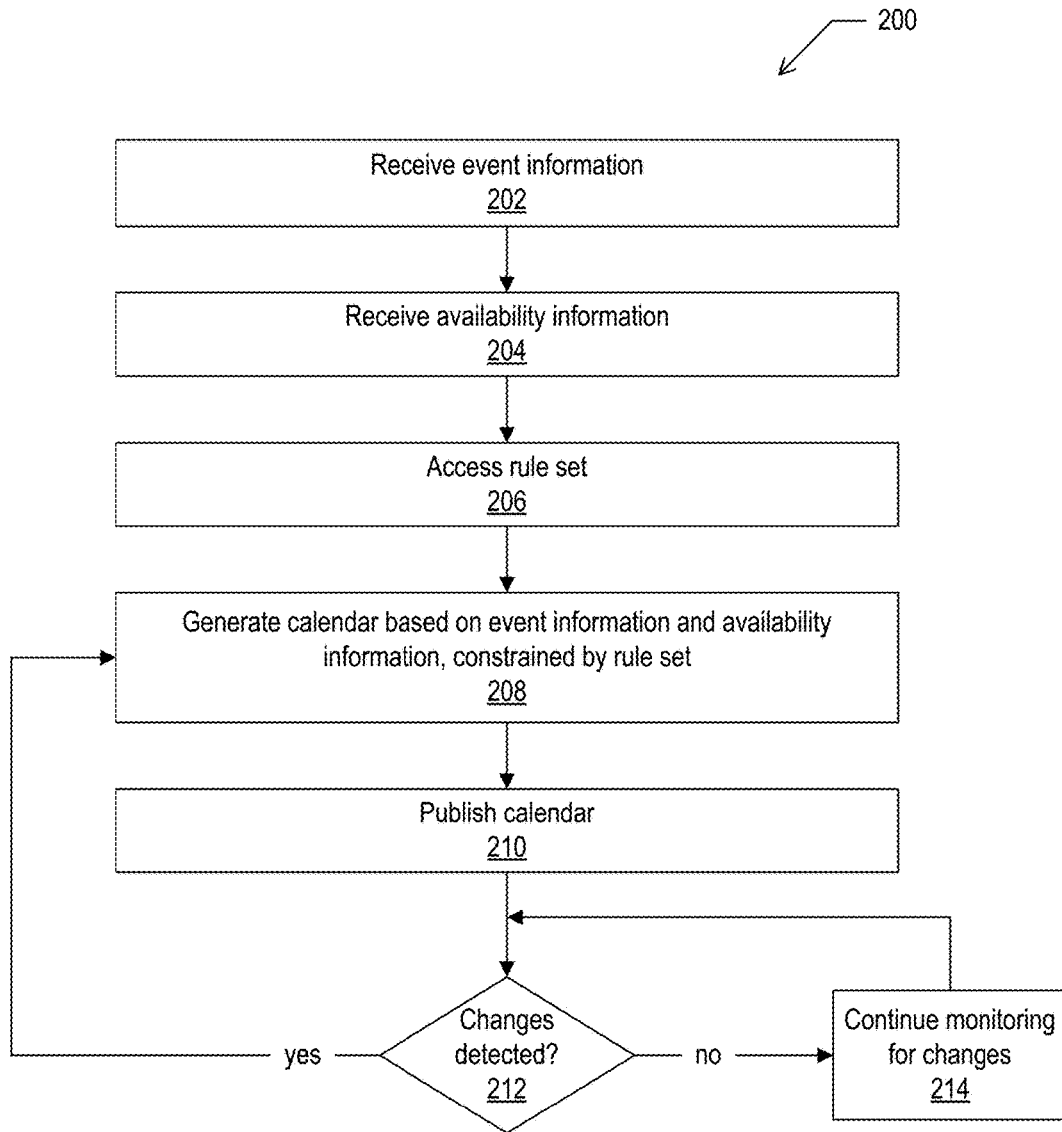 200
Receive event information
202
Receive availability information
204
Access rule set
206
Generate calendar based on event information and availability
information, constrained by rule set
208
Publish calendar
210
Changes
detected?
212
yes
no
Continue monitoring
for changes
214